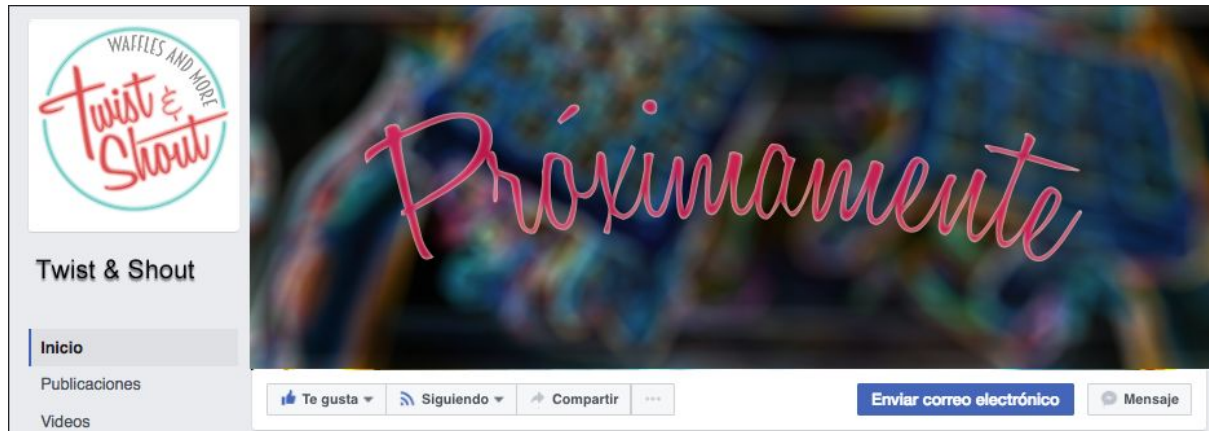 WAFFLES AND MORE
Twist &
Shout
Próximamente
Twist & Shout
Inicio
Publicaciones
Videos
Te gusta
Siguiendo
Compartir
...
Enviar correo electrónico
Mensaje